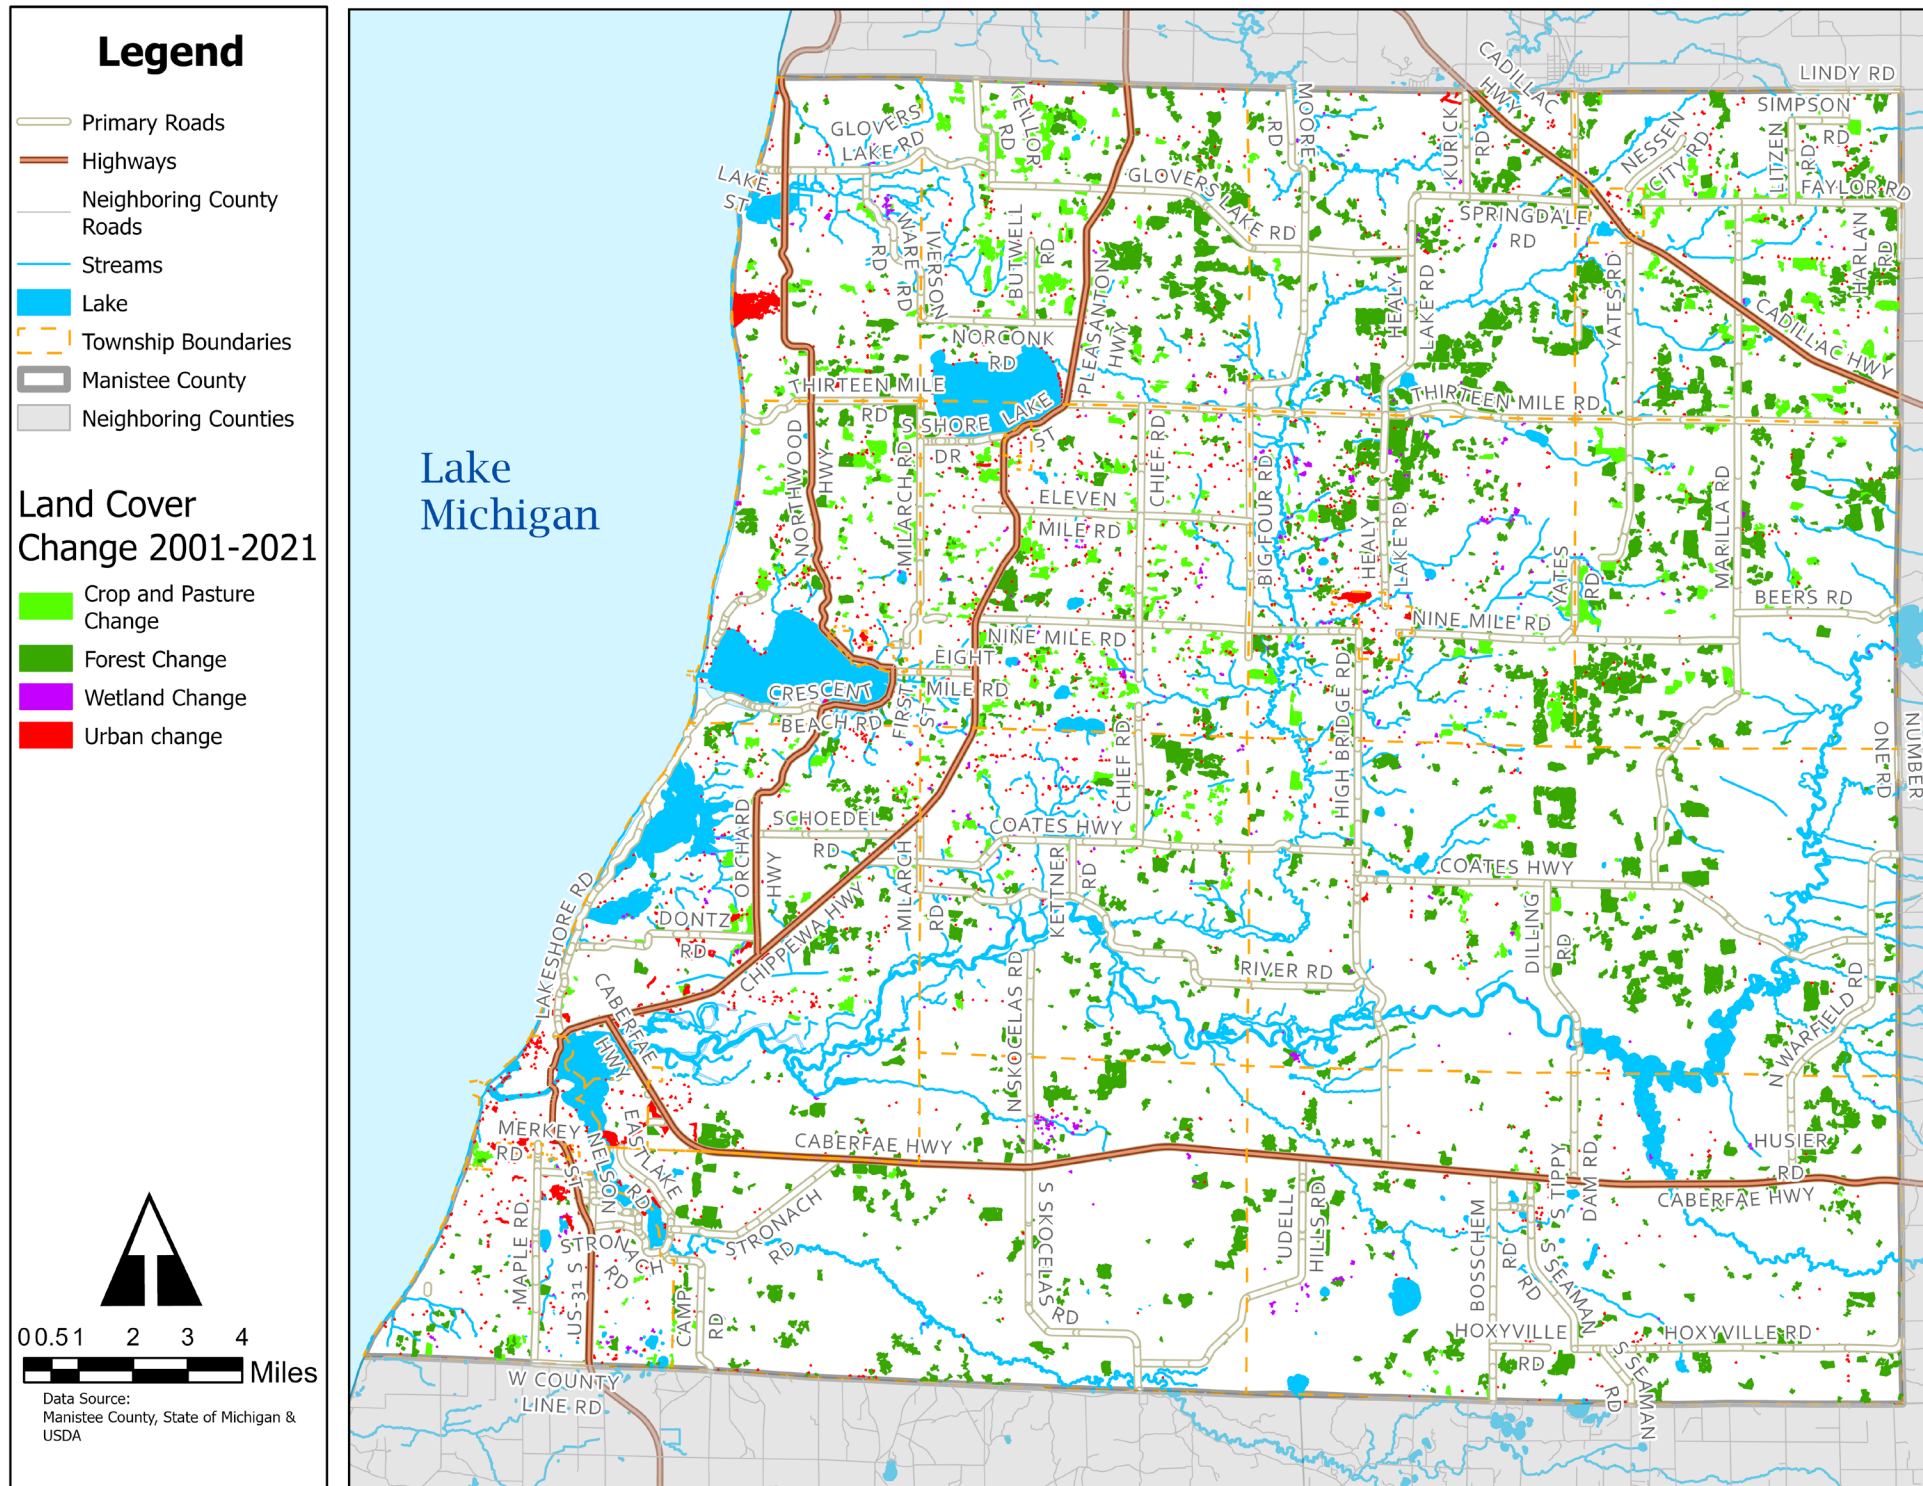 Legend
Primary Roads
Highways
Neighboring County
Roads
Streams
Lake
Township Boundaries
Manistee County
Neighboring Counties
Land Cover
Change 2001-2021
Crop and Pasture
Change
Forest Change
Wetland Change
Urban change
0 0.5 1 2 3 4
Miles
Data Source:
Manistee County, State of Michigan &
USDA
Lake
Michigan
CADILLAC
HWY
LINDY RD
SIMPSON
RD
KEILLOR
RD
MOORE
RD
KURICK
RD
NESSEN
CITY RD
LITZEN
RD
FAYLOR RD
GLOVERS
LAKE RD
LAKE
ST
GLOVERS LAKE RD
SPRINGDALE
RD
HARLAN
RD
WARE RD
RD
IVERSON
BUTWELL
RD
PLEASANTON
HWY
HEALY
LAKE RD
YATES RD
CADILLAC HWY
NORCONK
RD
THIRTEEN MILE
RD
THIRTEEN MILE RD
S SHORE
DR
LAKE
ST
NORTHWOOD
HWY
MILARCH RD
CHIEF RD
BIG FOUR RD
ELEVEN
MILE RD
HEALY
LAKE RD
MARILLA RD
YATES
RD
BEERS RD
NINE MILE RD
NINE MILE RD
EIGHT
MILE RD
CRESCENT
BEACH RD
FIRST
ST
HIGH BRIDGE RD
CHIEF RD
NUMBER
ONE RD
ORCHARD
HWY
SCHOEDEL
RD
COATES HWY
COATES HWY
MILARCH
RD
KETTNER
RD
LAKESHORE RD
DONTZ
RD
CHIPPEWA HWY
DILLING
RD
RIVER RD
N SKOCELAS RD
N WARFIELD RD
CABERFAE
HWY
EASTLAKE
RD
MERKEY
RD
NELSON
ST
CABERFAE HWY
HUSIER
RD
CABERFAE HWY
S TIPPY
DAM RD
MAPLE RD
STRONACH
RD
STRONACH
RD
US-31 S
CAMP
RD
S SKOCELAS
RD
UDELL
HILLS RD
BOSSCHEM
RD
S SEAMAN
RD
HOXYVILLE
RD
HOXYVILLE RD
S SEAMAN
RD
W COUNTY
LINE RD